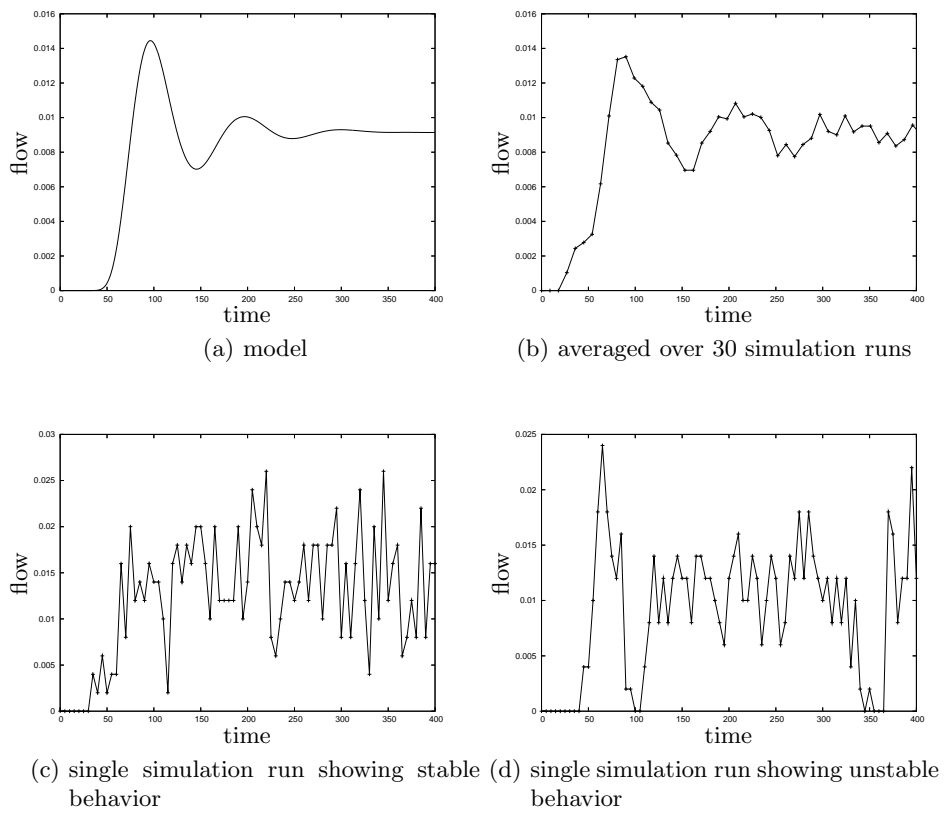 0.016
0.014
0.012
0.01
0.008
0.006
0.004
0.002
0
flow
0 50 100 150 200 250 300 350 400
time
(a) model
0.016
0.014
0.012
0.01
0.008
0.006
0.004
0.002
0
flow
0 50 100 150 200 250 300 350 400
time
(b) averaged over 30 simulation runs
0.03
0.025
0.02
0.015
0.01
0.005
0
flow
0 50 100 150 200 250 300 350 400
time
(c) single simulation run showing stable
behavior
0.025
0.02
0.015
0.01
0.005
0
flow
0 50 100 150 200 250 300 350 400
time
(d) single simulation run showing unstable
behavior